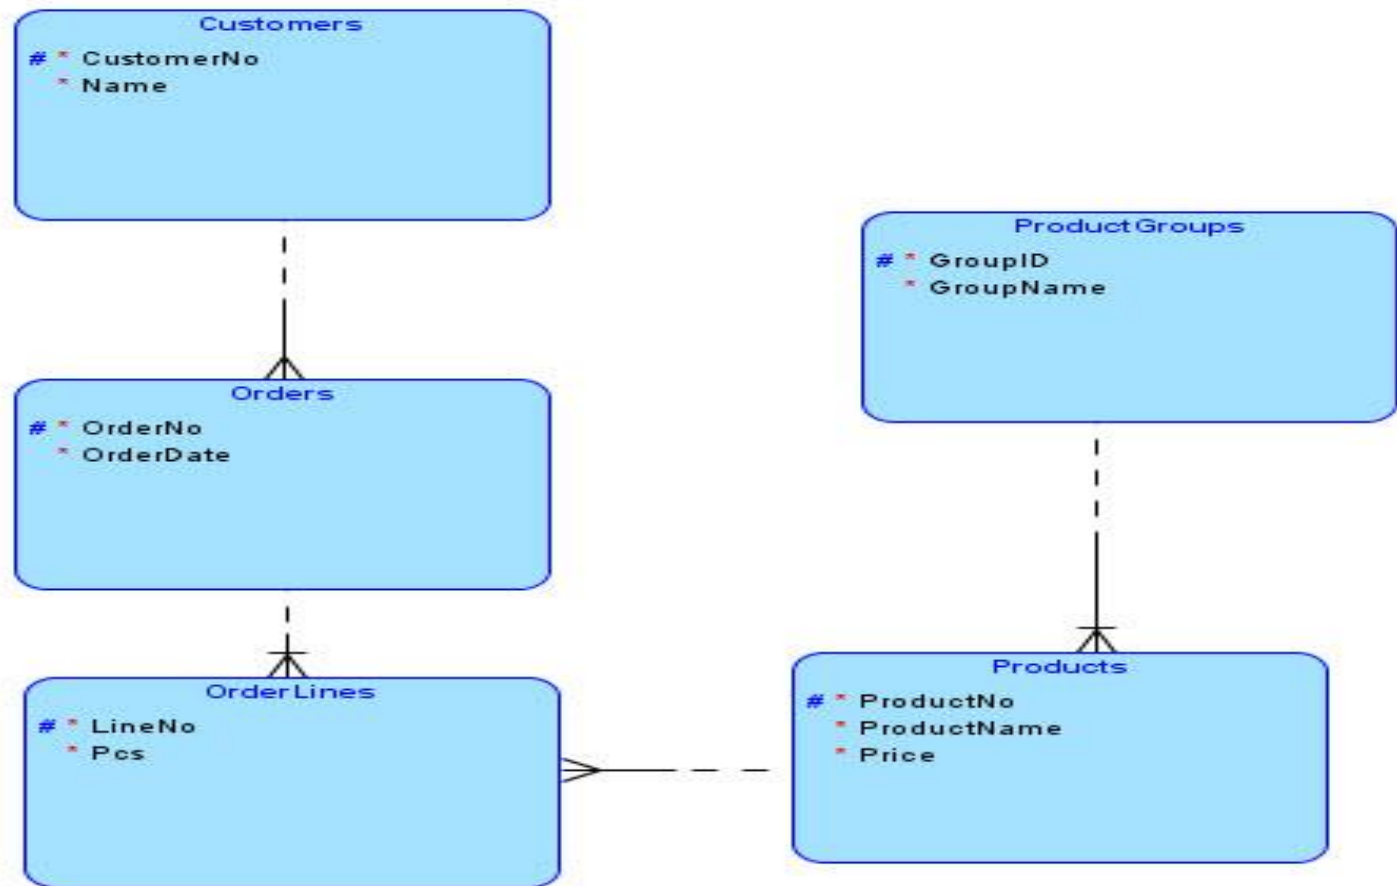 Customers
# * CustomerNo
* Name
ProductGroups
# * GroupID
* GroupName
Orders
# * OrderNo
* OrderDate
OrderLines
# * LineNo
* Pcs
Products
# * ProductNo
* ProductName
* Price